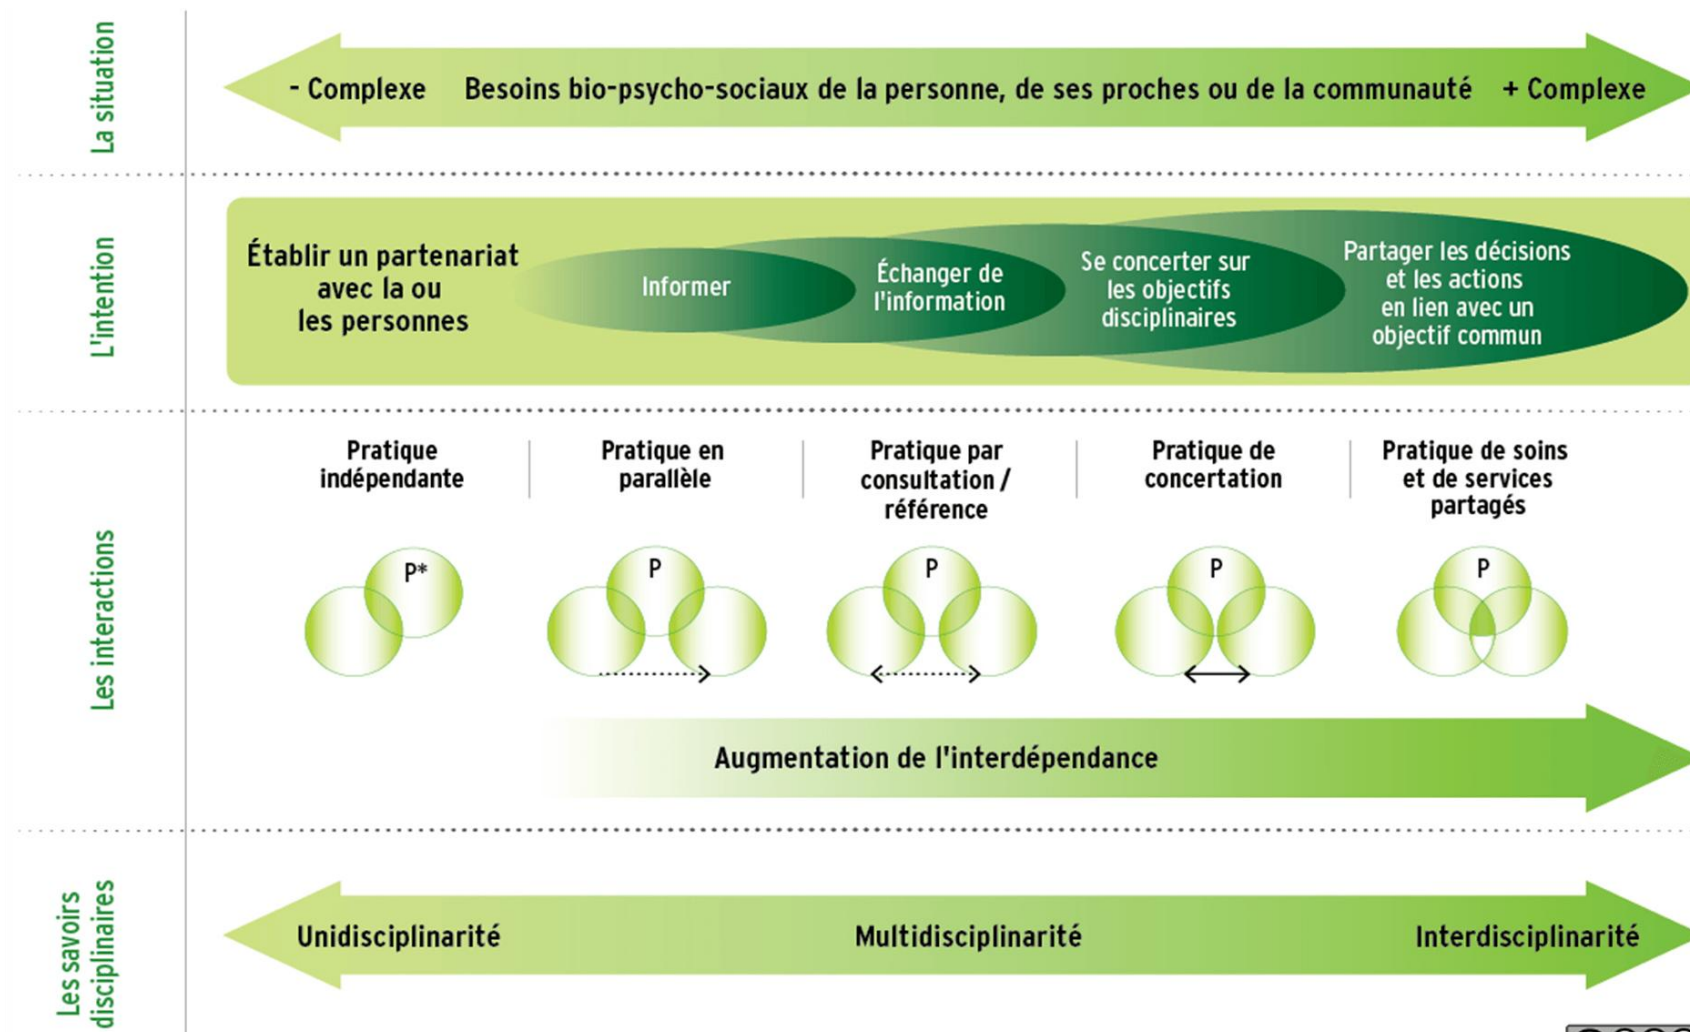 La situation
- Complexe Besoins bio-psycho-sociaux de la personne, de ses proches ou de la communauté + Complexe
L'intention
Établir un partenariat
avec la ou
les personnes
Informer
Échanger de
l'information
Se concerter sur
les objectifs
disciplinaires
Partager les décisions
et les actions
en lien avec un
objectif commun
Les interactions
Pratique
indépendante
Pratique en
parallèle
Pratique par
consultation /
référence
Pratique de
concertation
Pratique de soins
et de services
partagés
P*
P
P
P
P
Augmentation de l'interdépendance
Les savoirs
disciplinaires
Unidisciplinarité
Multidisciplinarité
Interdisciplinarité